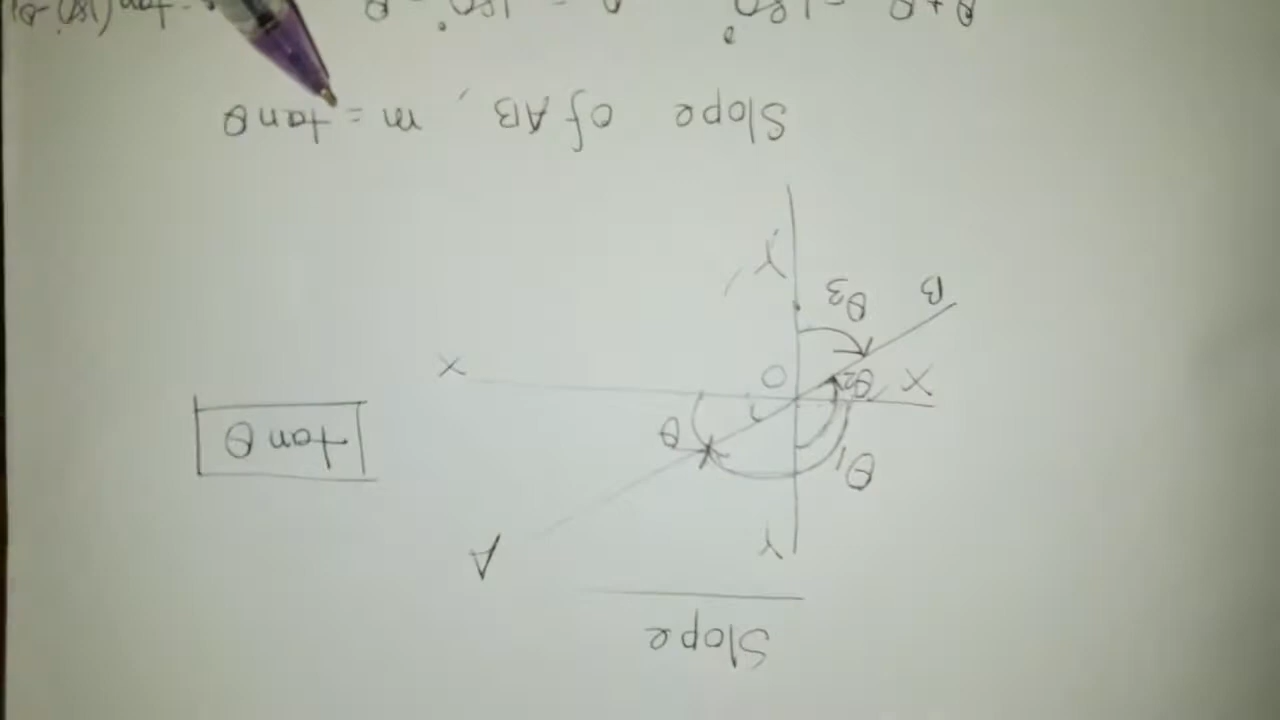 Slope
Y
A
θ1
θ
tan θ
X
θ2
O
X
θ3
B
Y
Slope of AB, m = tanθ